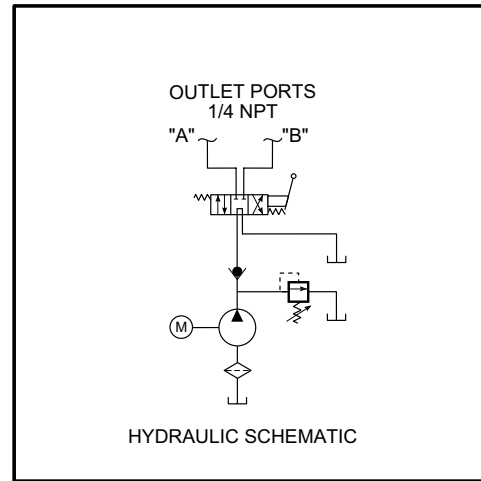 OUTLET PORTS
1/4 NPT
"A" "B"
M
HYDRAULIC SCHEMATIC